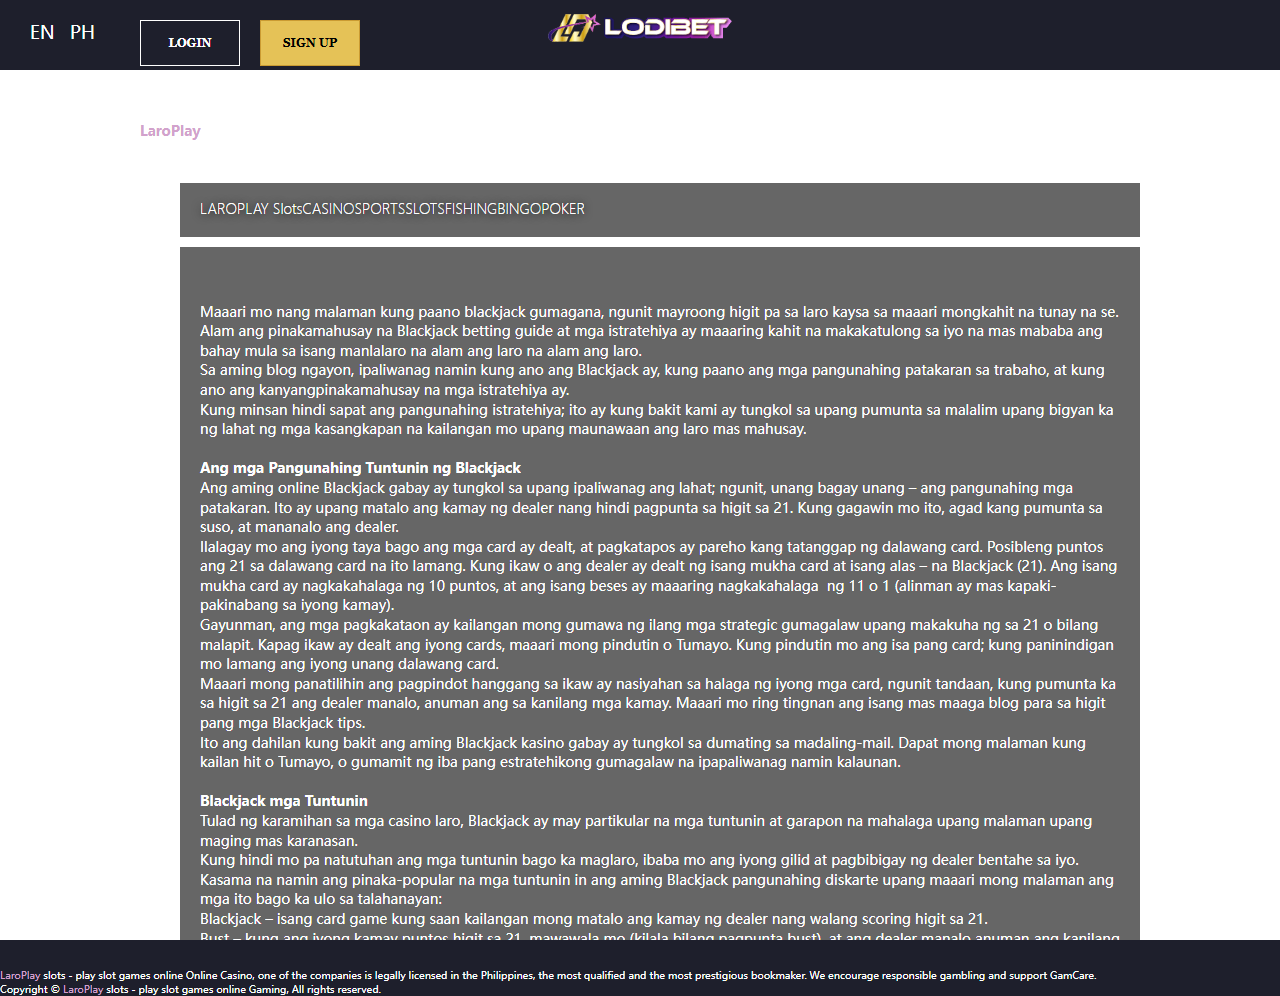 EN PH
LOGIN
SIGN UP
LODIBET
LaroPlay
LAROPLAY SlotsCASINOSPORTSSLOTSFISHINGBINGOPOKER
Maaari mo nang malaman kung paano blackjack gumagana, ngunit mayroong higit pa sa laro kaysa sa maaari mongkahit na tunay na se.
Alam ang pinakamahusay na Blackjack betting guide at mga istratehiya ay maaaring kahit na makakatulong sa iyo na mas mababa ang
bahay mula sa isang manlalaro na alam ang laro na alam ang laro.
Sa aming blog ngayon, ipaliwanag namin kung ano ang Blackjack ay, kung paano ang mga pangunahing patakaran sa trabaho, at kung
ano ang kanyangpinakamahusay na mga istratehiya ay.
Kung minsan hindi sapat ang pangunahing istratehiya; ito ay kung bakit kami ay tungkol sa upang pumunta sa malalim upang bigyan ka
ng lahat ng mga kasangkapan na kailangan mo upang maunawaan ang laro mas mahusay.
Ang mga Pangunahing Tuntunin ng Blackjack
Ang aming online Blackjack gabay ay tungkol sa upang ipaliwanag ang lahat; ngunit, unang bagay unang – ang pangunahing mga
patakaran. Ito ay upang matalo ang kamay ng dealer nang hindi pagpunta sa higit sa 21. Kung gagawin mo ito, agad kang pumunta sa
suso, at mananalo ang dealer.
Ilalagay mo ang iyong taya bago ang mga card ay dealt, at pagkatapos ay pareho kang tatanggap ng dalawang card. Posibleng puntos
ang 21 sa dalawang card na ito lamang. Kung ikaw o ang dealer ay dealt ng isang mukha card at isang alas – na Blackjack (21). Ang isang
mukha card ay nagkakahalaga ng 10 puntos, at ang isang beses ay maaaring nagkakahalaga  ng 11 o 1 (alinman ay mas kapaki-
pakinabang sa iyong kamay).
Gayunman, ang mga pagkakataon ay kailangan mong gumawa ng ilang mga strategic gumagalaw upang makakuha ng sa 21 o bilang
malapit. Kapag ikaw ay dealt ang iyong cards, maaari mong pindutin o Tumayo. Kung pindutin mo ang isa pang card; kung paninindigan
mo lamang ang iyong unang dalawang card.
Maaari mong panatilihin ang pagpindot hanggang sa ikaw ay nasiyahan sa halaga ng iyong mga card, ngunit tandaan, kung pumunta ka
sa higit sa 21 ang dealer manalo, anuman ang sa kanilang mga kamay. Maaari mo ring tingnan ang isang mas maaga blog para sa higit
pang mga Blackjack tips.
Ito ang dahilan kung bakit ang aming Blackjack kasino gabay ay tungkol sa dumating sa madaling-mail. Dapat mong malaman kung
kailan hit o Tumayo, o gumamit ng iba pang estratehikong gumagalaw na ipapaliwanag namin kalaunan.
Blackjack mga Tuntunin
Tulad ng karamihan sa mga casino laro, Blackjack ay may partikular na mga tuntunin at garapon na mahalaga upang malaman upang
maging mas karanasan.
Kung hindi mo pa natutuhan ang mga tuntunin bago ka maglaro, ibaba mo ang iyong gilid at pagbibigay ng dealer bentahe sa iyo.
Kasama na namin ang pinaka-popular na mga tuntunin in ang aming Blackjack pangunahing diskarte upang maaari mong malaman ang
mga ito bago ka ulo sa talahanayan:
Blackjack – isang card game kung saan kailangan mong matalo ang kamay ng dealer nang walang scoring higit sa 21.
Bust – kung ang iyong kamay puntos higit sa 21, mawawala mo (kilala bilang pagpunta bust), at ang dealer manalo anuman ang kanilang
LaroPlay slots - play slot games online Online Casino, one of the companies is legally licensed in the Philippines, the most qualified and the most prestigious bookmaker. We encourage responsible gambling and support GamCare.
Copyright © LaroPlay slots - play slot games online Gaming, All rights reserved.